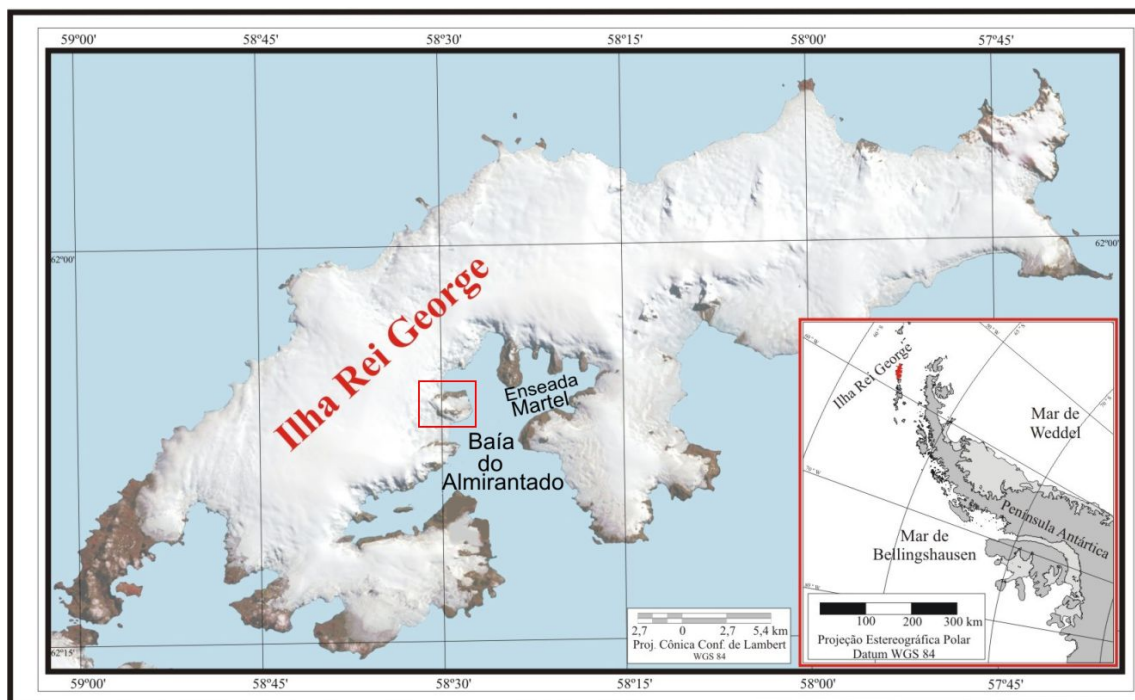 59°00'
58°45'
58°30'
58°15'
58°00'
57°45'
62°00'
62°00'
Ilha Rei George
Enseada
Martel
Baía
do
Almirantado
Ilha Rei George
Mar de
Weddel
Península Antártica
Mar de
Bellingshausen
100 200 300 km
Projeção Estereográfica Polar
Datum WGS 84
2,7 0 2,7 5,4 km
Proj. Cônica Conf. de Lambert
WGS 84
62°15'
59°00'
58°45'
58°30'
58°15'
58°00'
57°45'